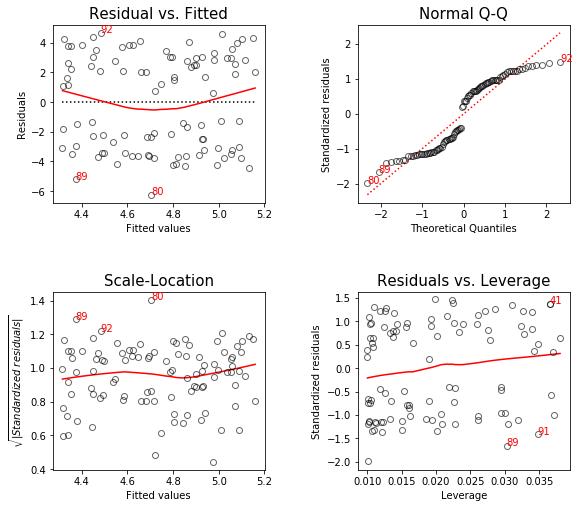 Residual vs. Fitted
Residuals
4
2
0
−2
−4
−6
92
89
80
4.4 4.6 4.8 5.0 5.2
Fitted values
Normal Q-Q
Standardized residuals
2
1
0
−1
−2
92
89
80
−2 −1 0 1 2
Theoretical Quantiles
Scale-Location
√|Standardized residuals|
1.4
1.2
1.0
0.8
0.6
0.4
80
89
92
4.4 4.6 4.8 5.0 5.2
Fitted values
Residuals vs. Leverage
Standardized residuals
1.5
1.0
0.5
0.0
−0.5
−1.0
−1.5
−2.0
41
91
89
0.010 0.015 0.020 0.025 0.030 0.035
Leverage